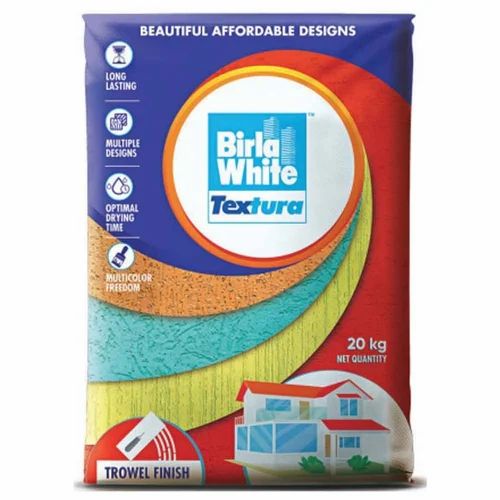 BEAUTIFUL AFFORDABLE DESIGNS
LONG
LASTING
MULTIPLE
DESIGNS
OPTIMAL
DRYING
TIME
MULTICOLOR
FREEDOM
Birla
White
™
Textura
20 kg
NET QUANTITY
TROWEL FINISH